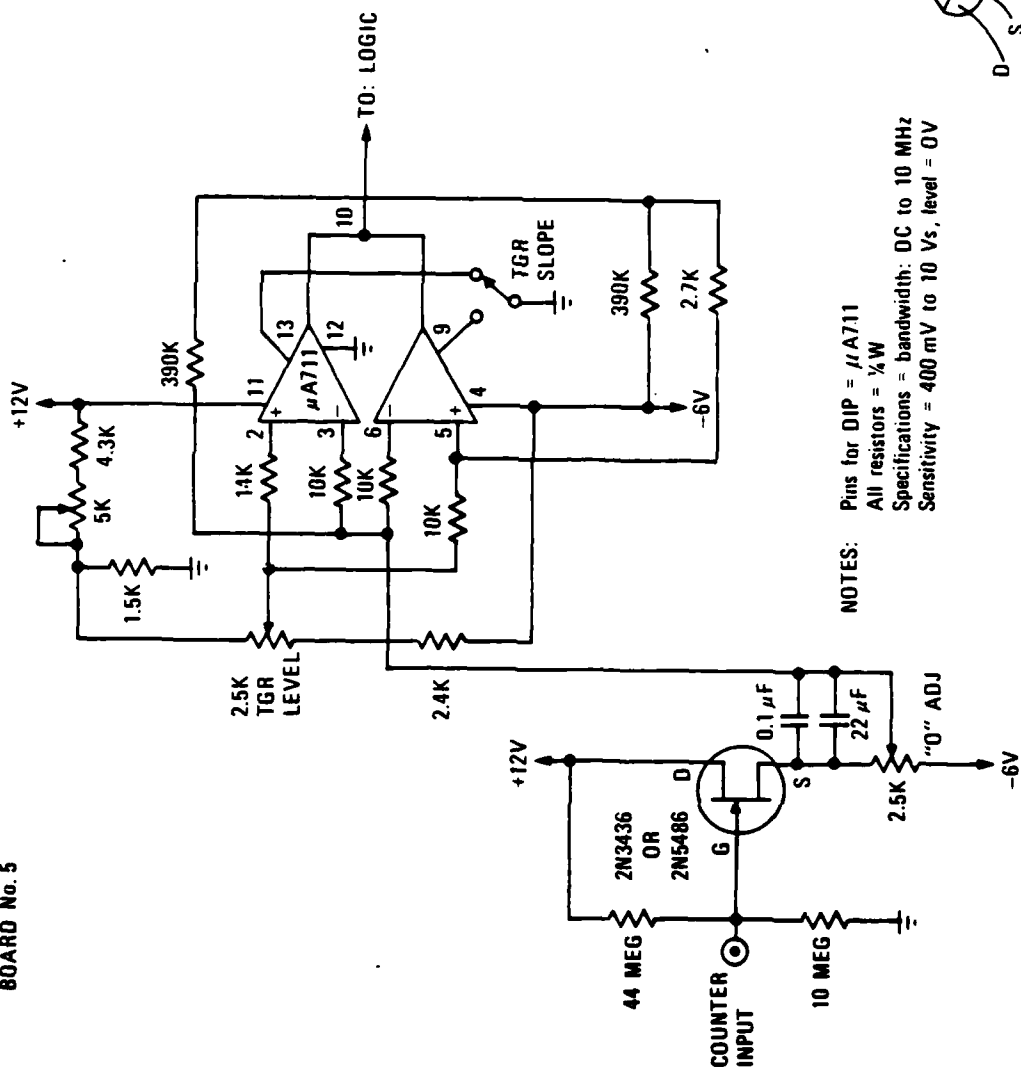 BOARD No. 5
+12V
4.3K
5K
1.5K
390K
11
13
μA711
12
+
-
2
3
14K
10K
10
TO: LOGIC
TGR
SLOPE
9
-
+
6
5
4
10K
10K
2.5K
TGR
LEVEL
2.4K
390K
2.7K
-6V
+12V
2N3436
OR
2N5486
D
G
S
0.1 μF
22 μF
2.5K
"0" ADJ
-6V
44 MEG
10 MEG
COUNTER
INPUT
NOTES: Pins for DIP = μA711
All resistors = ¼W
Specifications = bandwidth: DC to 10 MHz
Sensitivity = 400 mV to 10 Vs, level = 0V
D
S